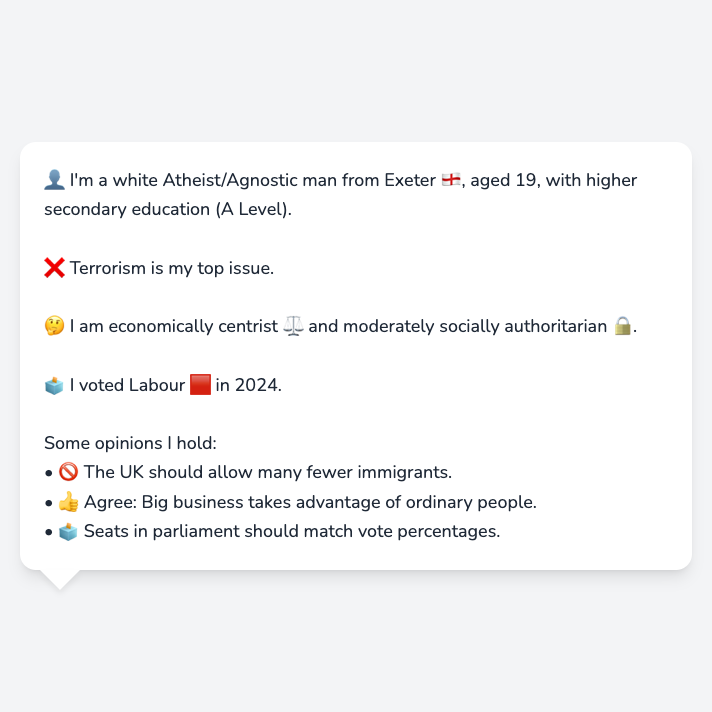 👤 I'm a white Atheist/Agnostic man from Exeter 🏴󠁧󠁢󠁥󠁮󠁧󠁿, aged 19, with higher
secondary education (A Level).
❌ Terrorism is my top issue.
🤔 I am economically centrist ⚖️ and moderately socially authoritarian 🔒.
🗳️ I voted Labour 🟥 in 2024.
Some opinions I hold:
• 🚫 The UK should allow many fewer immigrants.
• 👍 Agree: Big business takes advantage of ordinary people.
• 🗳️ Seats in parliament should match vote percentages.